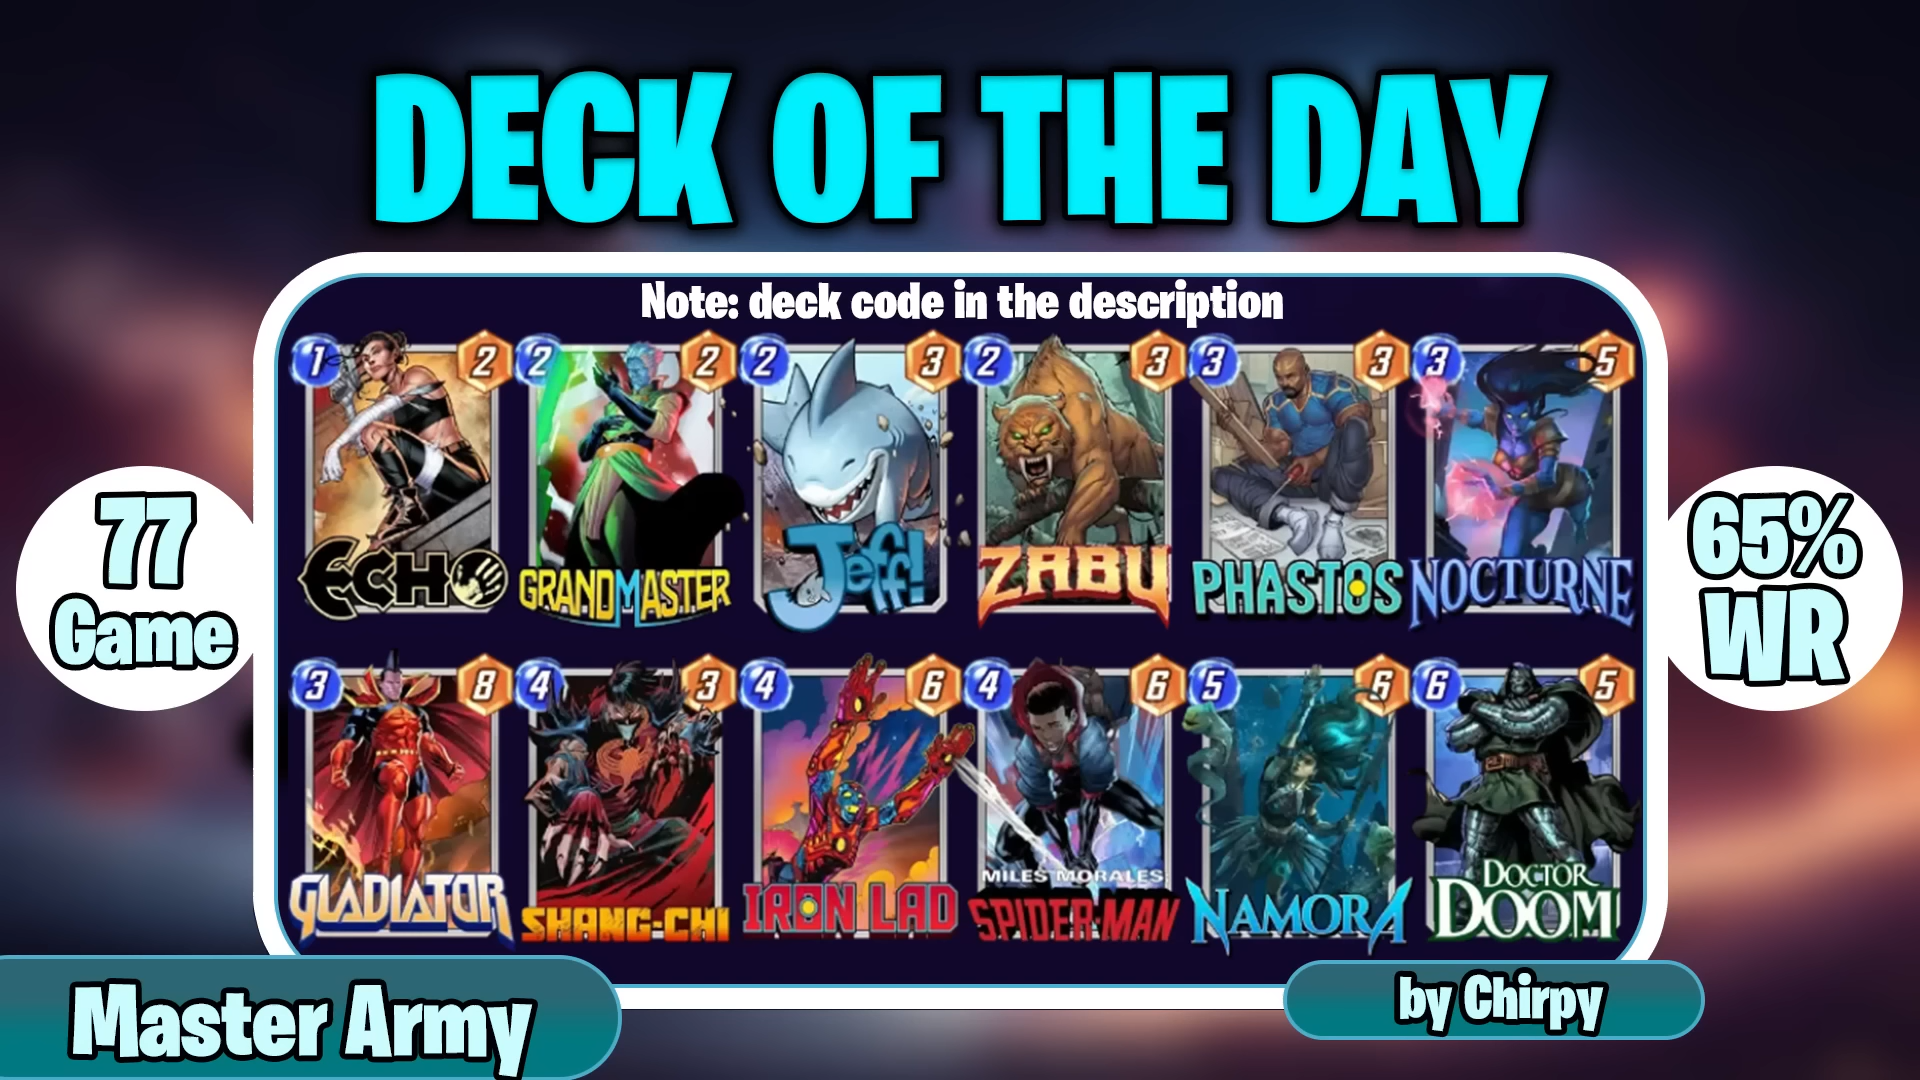 DECK OF THE DAY
Note: deck code in the description
1 2 2 2 2 3 2 3 3 3 3 5
ECHO GRANDMASTER Jeff! ZABU PHASTOS NOCTURNE
77
Game
65%
WR
3 8 4 3 4 6 4 6 5 6 6 5
MILES MORALES
GLADIATOR SHANG-CHI IRON LAD SPIDER-MAN NAMORA DOCTOR DOOM
Master Army
by Chirpy